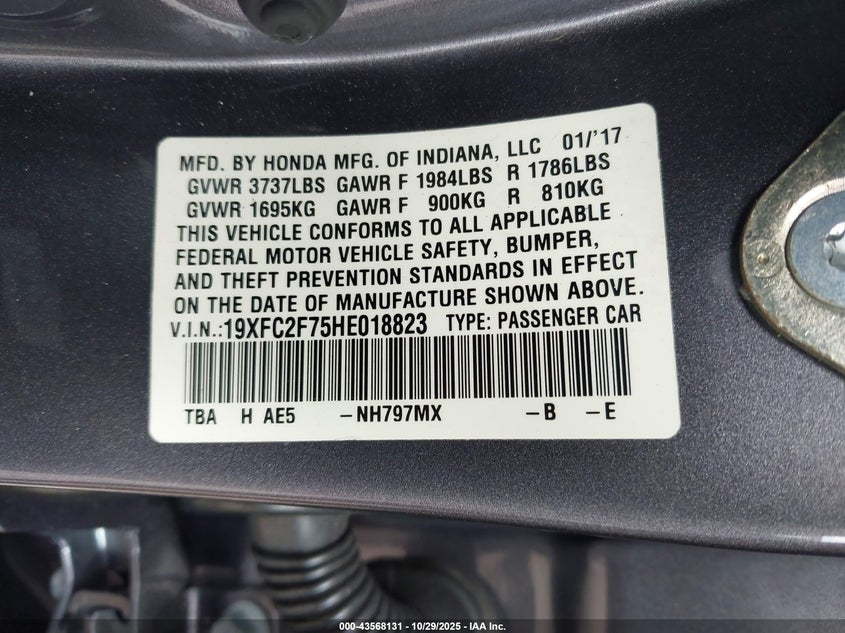 MFD. BY HONDA MFG. OF INDIANA, LLC 01/'17
GVWR 3737LBS GAWR F 1984LBS R 1786LBS
GVWR 1695KG GAWR F 900KG R 810KG
THIS VEHICLE CONFORMS TO ALL APPLICABLE
FEDERAL MOTOR VEHICLE SAFETY, BUMPER,
AND THEFT PREVENTION STANDARDS IN EFFECT
ON THE DATE OF MANUFACTURE SHOWN ABOVE.
V.I.N.:19XFC2F75HE018823 TYPE: PASSENGER CAR
TBA H AE5 -NH797MX -B -E
000-43568131 - 10/29/2025 - IAA Inc.